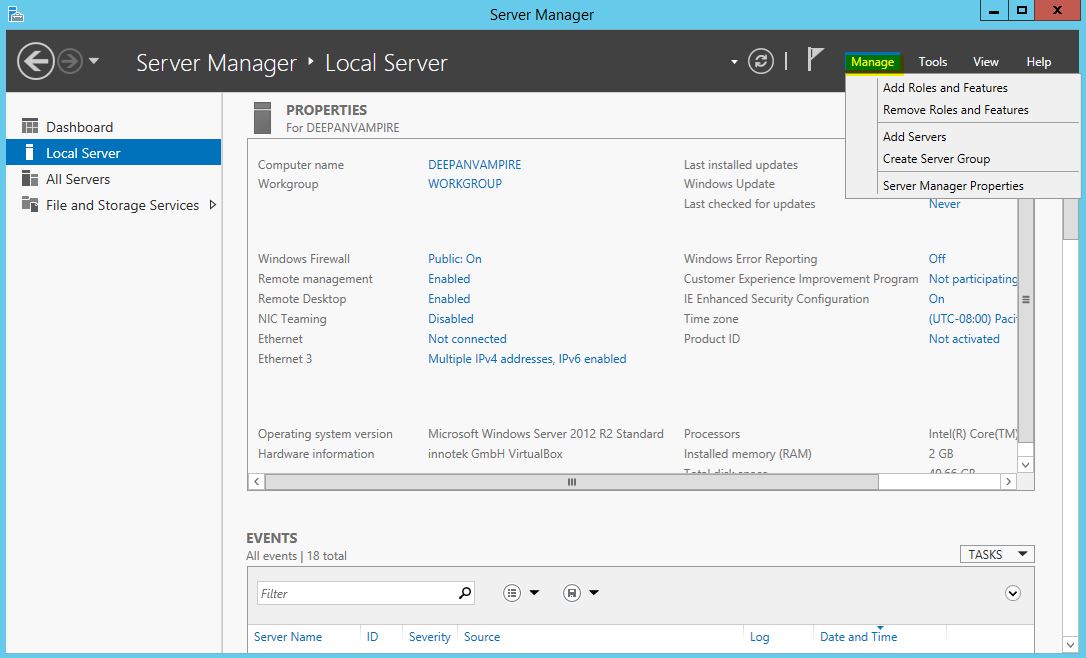 Server Manager
Server Manager ‣ Local Server
Manage Tools View Help
Add Roles and Features
Remove Roles and Features
Add Servers
Create Server Group
Server Manager Properties
Dashboard
Local Server
All Servers
File and Storage Services
PROPERTIES
For DEEPANVAMPIRE
Computer name DEEPANVAMPIRE Last installed updates
Workgroup WORKGROUP Windows Update
Last checked for updates Never
Windows Firewall Public: On Windows Error Reporting Off
Remote management Enabled Customer Experience Improvement Program Not participating
Remote Desktop Enabled IE Enhanced Security Configuration On
NIC Teaming Disabled Time zone (UTC-08:00) Paci
Ethernet Not connected Product ID Not activated
Ethernet 3 Multiple IPv4 addresses, IPv6 enabled
Operating system version Microsoft Windows Server 2012 R2 Standard Processors Intel(R) Core(TM)
Hardware information innotek GmbH VirtualBox Installed memory (RAM) 2 GB
Total disk space 49.66 GB
EVENTS
All events | 18 total
TASKS
Filter
Server Name ID Severity Source Log Date and Time